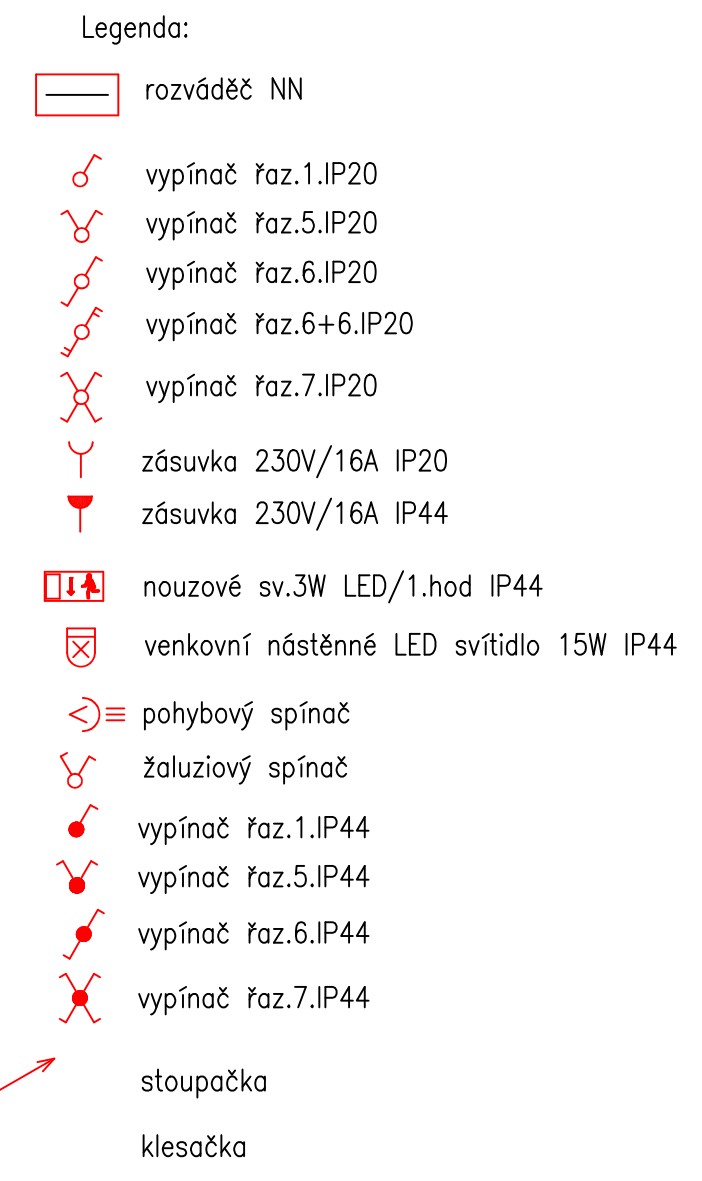 Legenda:
rozváděč NN
vypínač řaz.1.IP20
vypínač řaz.5.IP20
vypínač řaz.6.IP20
vypínač řaz.6+6.IP20
vypínač řaz.7.IP20
zásuvka 230V/16A IP20
zásuvka 230V/16A IP44
nouzové sv.3W LED/1.hod IP44
venkovní nástěnné LED svítidlo 15W IP44
pohybový spínač
žaluziový spínač
vypínač řaz.1.IP44
vypínač řaz.5.IP44
vypínač řaz.6.IP44
vypínač řaz.7.IP44
stoupačka
klesačka